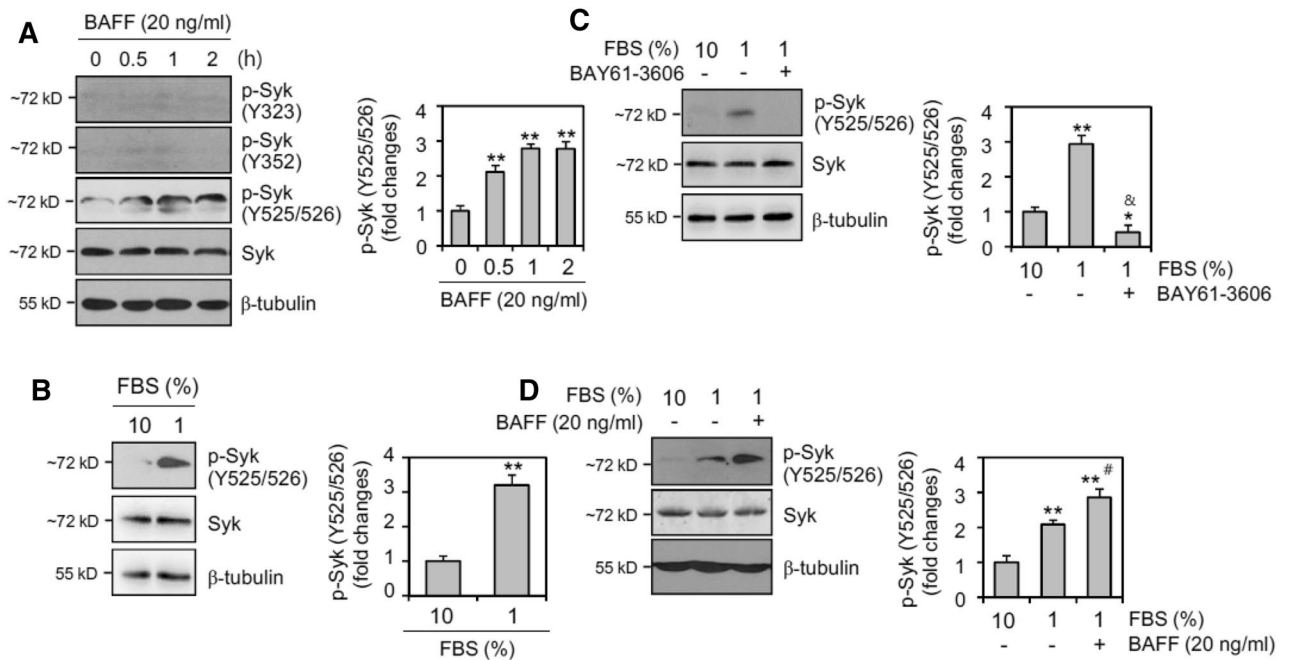 A
BAFF (20 ng/ml)
0 0.5 1 2 (h)
~72 kD
p-Syk
(Y323)
~72 kD
p-Syk
(Y352)
~72 kD
p-Syk
(Y525/526)
~72 kD
Syk
55 kD
β-tubulin
p-Syk (Y525/526)
(fold changes)
4
3
2
1
0
**
**
**
0 0.5 1 2
BAFF (20 ng/ml)
C
FBS (%) 10 1 1
BAY61-3606 - - +
~72 kD
p-Syk
(Y525/526)
~72 kD
Syk
55 kD
β-tubulin
p-Syk (Y525/526)
(fold changes)
4
3
2
1
0
**
&
*
10 1 1 FBS (%)
- - + BAY61-3606
B
FBS (%)
10 1
~72 kD
p-Syk
(Y525/526)
~72 kD
Syk
55 kD
β-tubulin
p-Syk (Y525/526)
(fold changes)
4
3
2
1
0
**
10 1
FBS (%)
D
FBS (%) 10 1 1
BAFF (20 ng/ml) - - +
~72 kD
p-Syk
(Y525/526)
~72 kD
Syk
55 kD
β-tubulin
p-Syk (Y525/526)
(fold changes)
4
3
2
1
0
**
** #
10 1 1 FBS (%)
- - + BAFF (20 ng/ml)